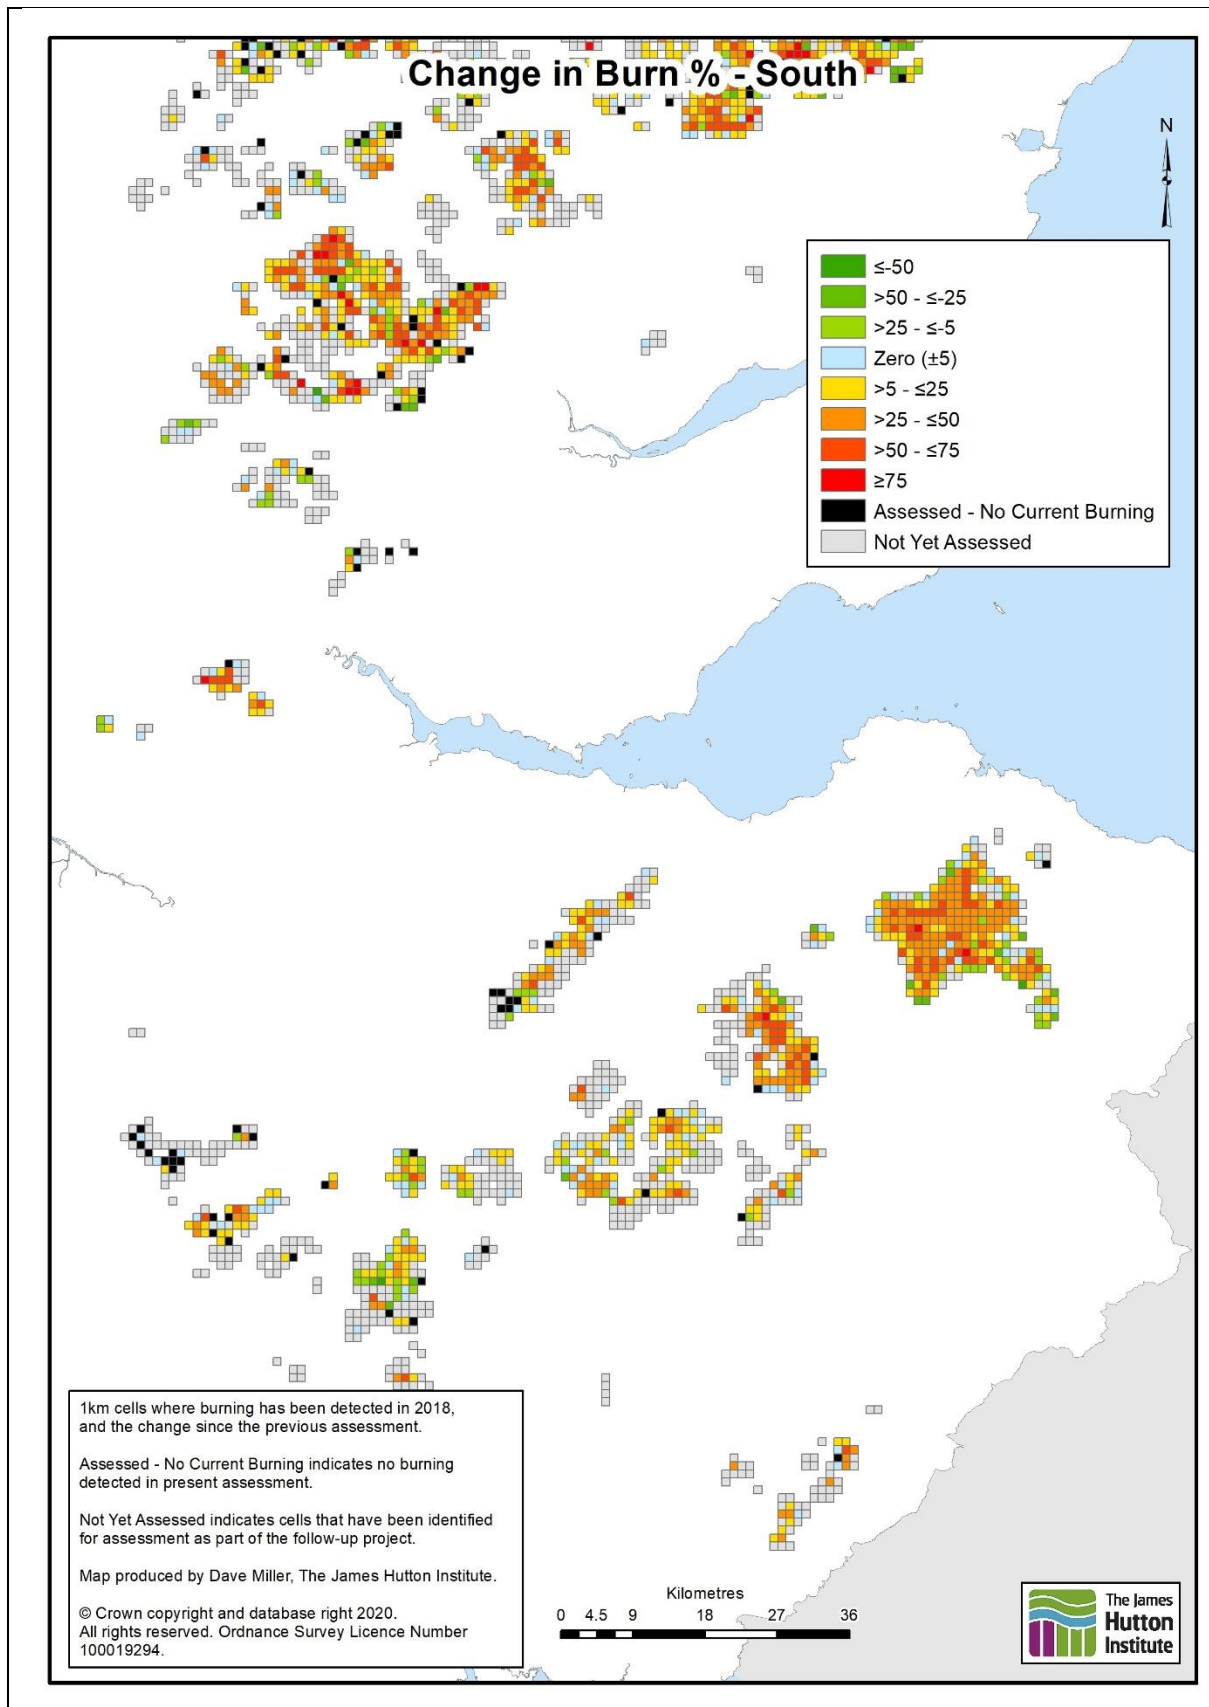 Change in Burn % - South
N
≤-50
>50 - ≤-25
>25 - ≤-5
Zero (±5)
>5 - ≤25
>25 - ≤50
>50 - ≤75
≥75
Assessed - No Current Burning
Not Yet Assessed
1km cells where burning has been detected in 2018,
and the change since the previous assessment.
Assessed - No Current Burning indicates no burning
detected in present assessment.
Not Yet Assessed indicates cells that have been identified
for assessment as part of the follow-up project.
Map produced by Dave Miller, The James Hutton Institute.
© Crown copyright and database right 2020.
All rights reserved. Ordnance Survey Licence Number
100019294.
Kilometres
0 4.5 9 18 27 36
The James
Hutton
Institute